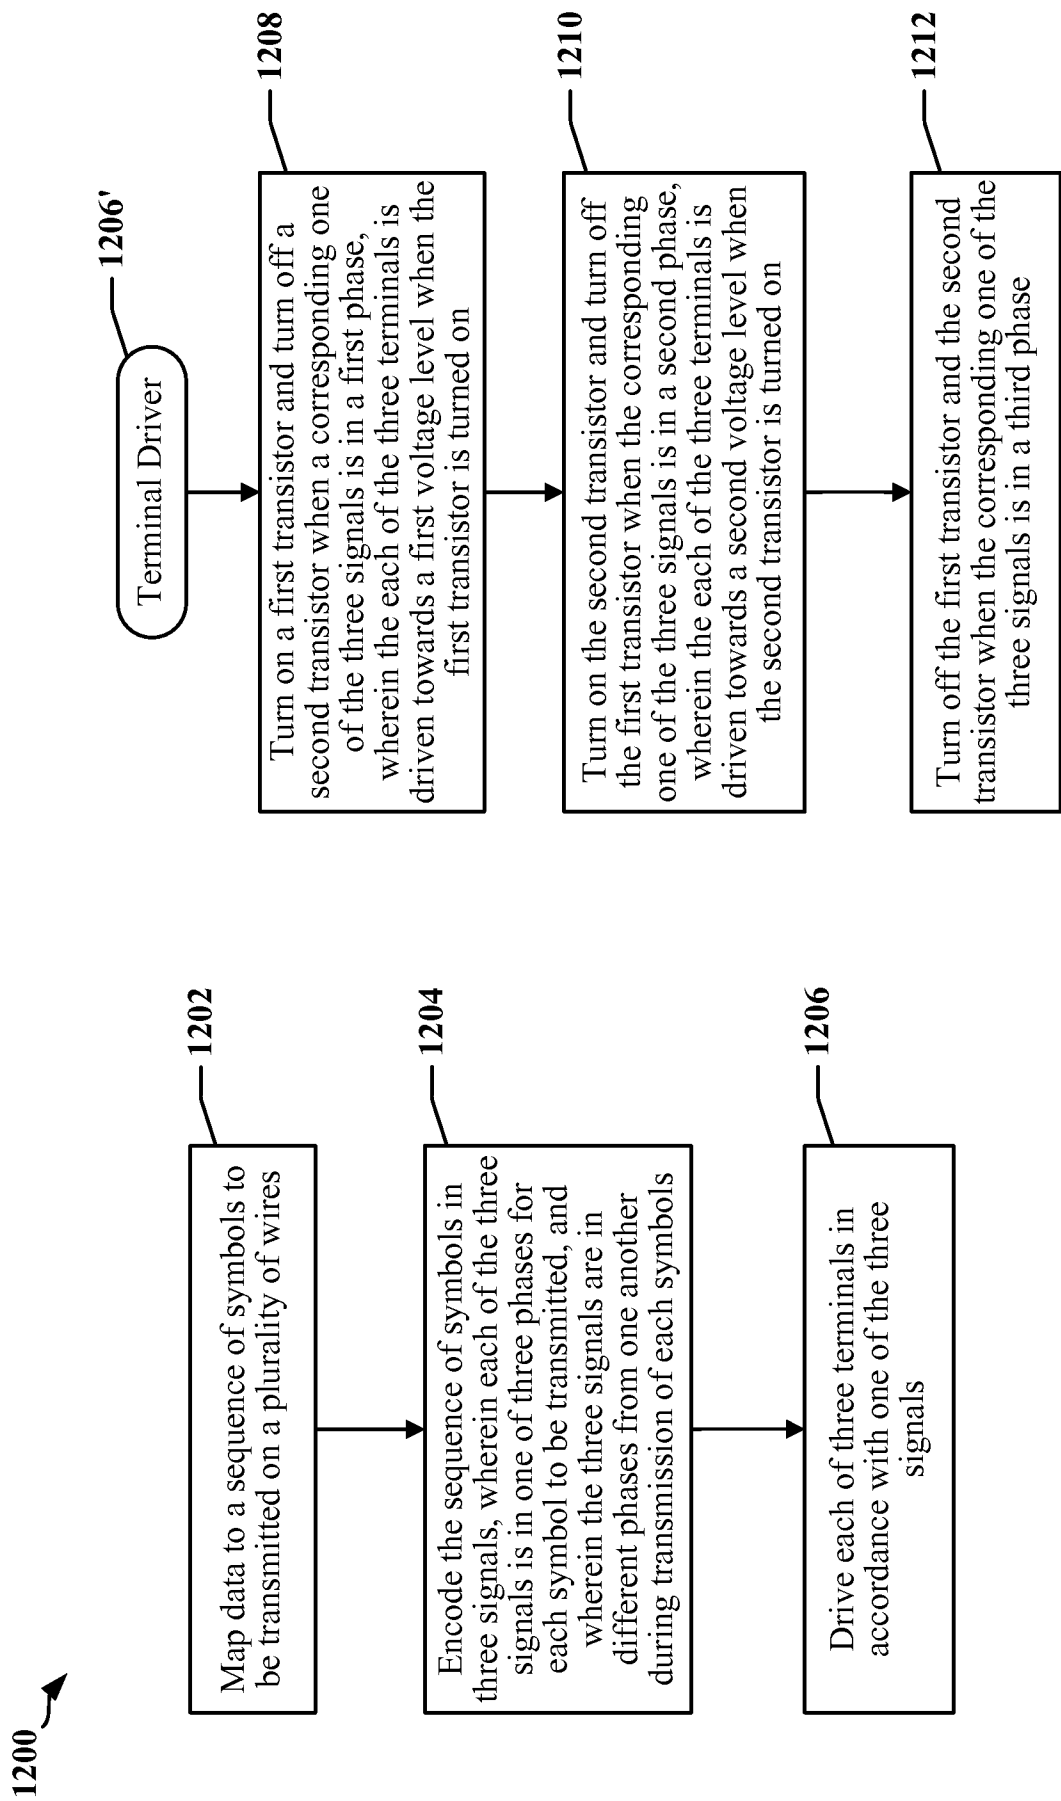 1200
1202
Map data to a sequence of symbols to
be transmitted on a plurality of wires
1204
Encode the sequence of symbols in
three signals, wherein each of the three
signals is in one of three phases for
each symbol to be transmitted, and
wherein the three signals are in
different phases from one another
during transmission of each symbols
1206
Drive each of three terminals in
accordance with one of the three
signals
1206'
Terminal Driver
1208
Turn on a first transistor and turn off a
second transistor when a corresponding one
of the three signals is in a first phase,
wherein the each of the three terminals is
driven towards a first voltage level when the
first transistor is turned on
1210
Turn on the second transistor and turn off
the first transistor when the corresponding
one of the three signals is in a second phase,
wherein the each of the three terminals is
driven towards a second voltage level when
the second transistor is turned on
1212
Turn off the first transistor and the second
transistor when the corresponding one of the
three signals is in a third phase